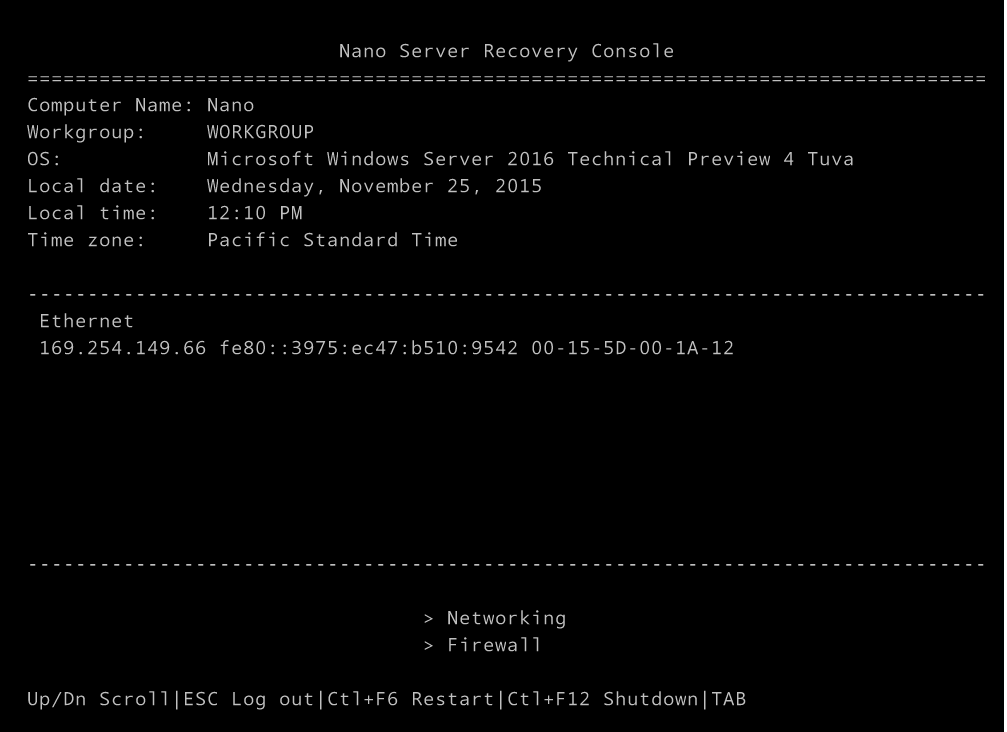 Nano Server Recovery Console
================================================================================
Computer Name: Nano
Workgroup:     WORKGROUP
OS:            Microsoft Windows Server 2016 Technical Preview 4 Tuva
Local date:    Wednesday, November 25, 2015
Local time:    12:10 PM
Time zone:     Pacific Standard Time
--------------------------------------------------------------------------------
Ethernet
169.254.149.66 fe80::3975:ec47:b510:9542 00-15-5D-00-1A-12
--------------------------------------------------------------------------------
> Networking
> Firewall
Up/Dn Scroll|ESC Log out|Ctl+F6 Restart|Ctl+F12 Shutdown|TAB